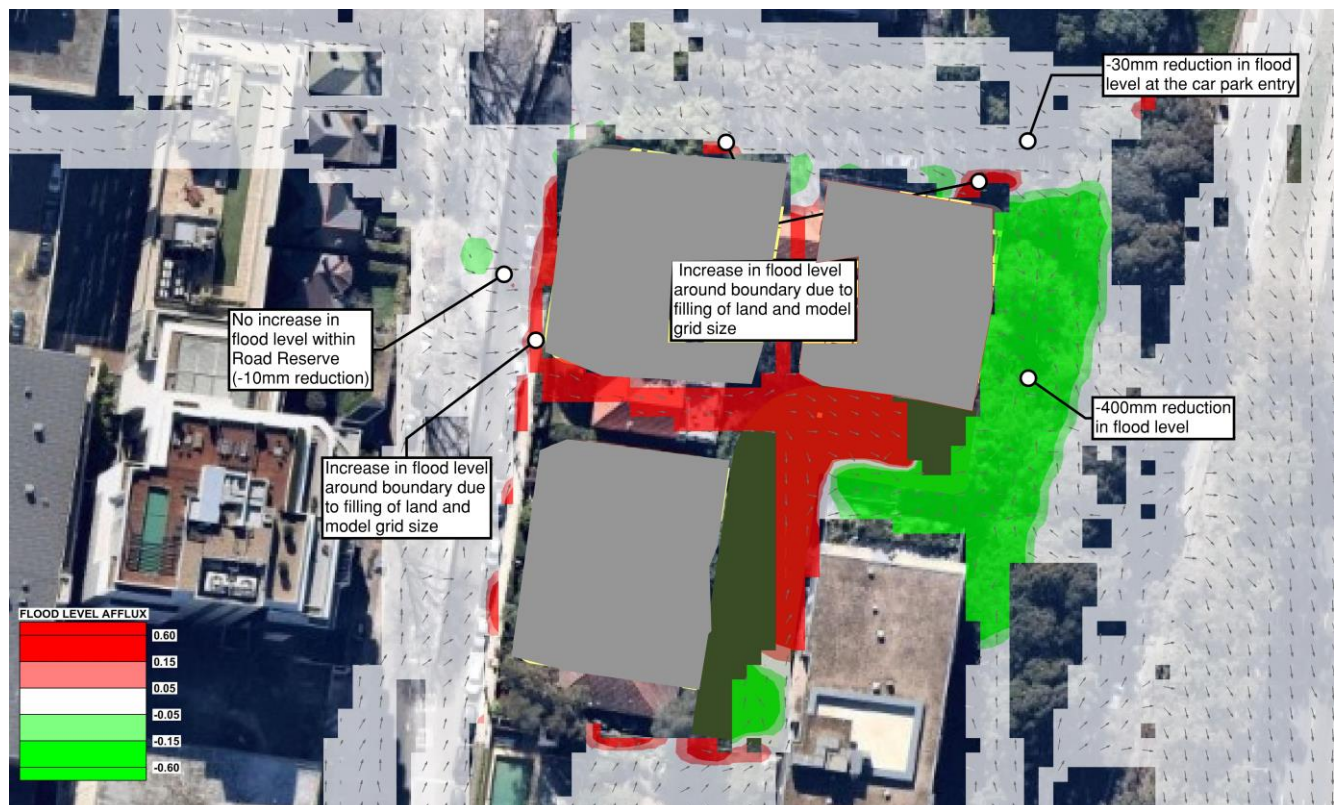 -30mm reduction in flood
level at the car park entry
Increase in flood level
around boundary due to
filling of land and model
grid size
No increase in
flood level within
Road Reserve
(-10mm reduction)
-400mm reduction
in flood level
Increase in flood level
around boundary due
to filling of land and
model grid size
FLOOD LEVEL AFFLUX
0.60
0.15
0.05
-0.05
-0.15
-0.60